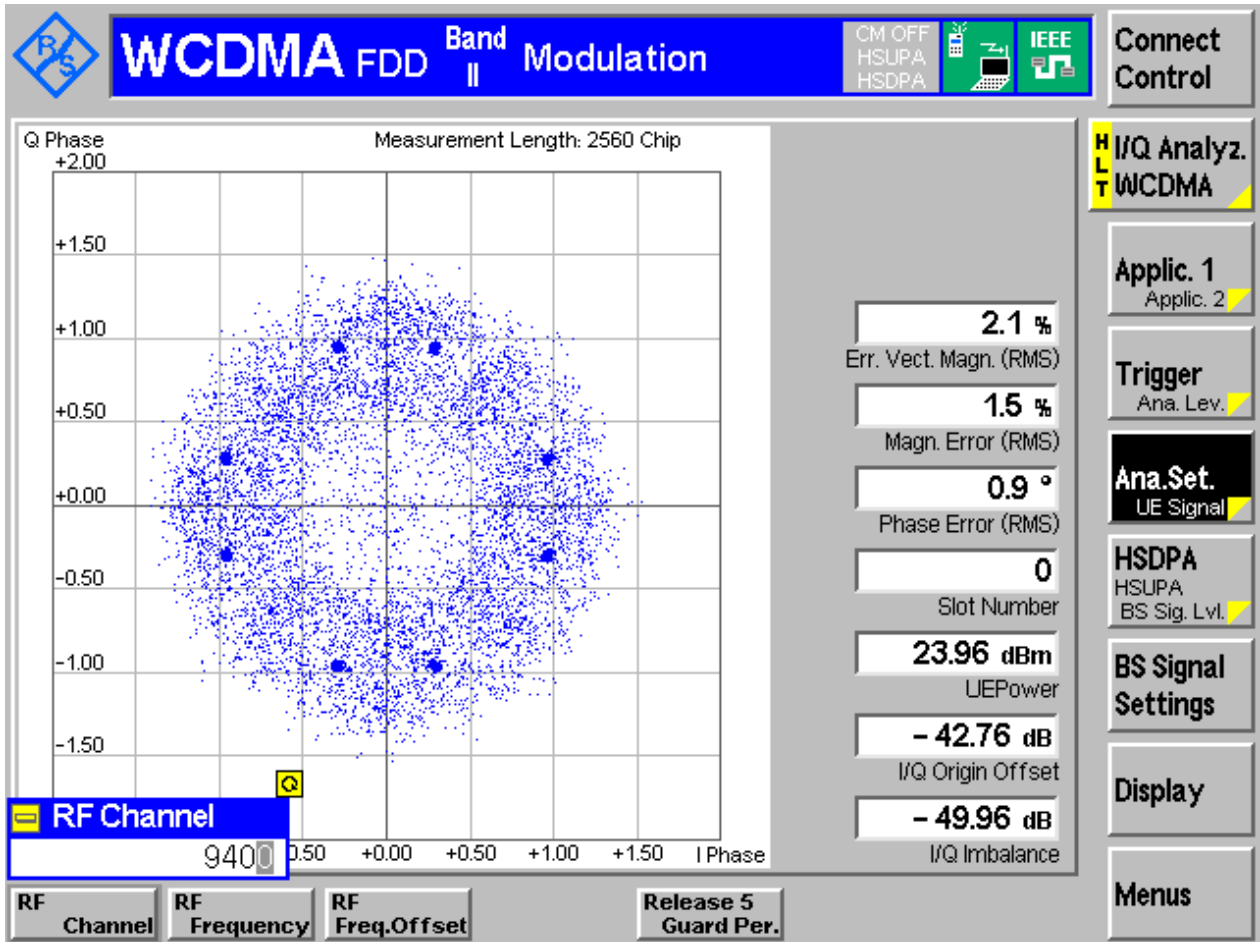 R/S
WCDMA FDD Band II Modulation
CM OFF
HSUPA
HSDPA
IEEE
Connect Control
Q Phase
Measurement Length: 2560 Chip
+2.00
+1.50
+1.00
+0.50
+0.00
-0.50
-1.00
-1.50
Q
RF Channel
9400
0.50 +0.00 +0.50 +1.00 +1.50 I Phase
2.1 %
Err. Vect. Magn. (RMS)
1.5 %
Magn. Error (RMS)
0.9 °
Phase Error (RMS)
0
Slot Number
23.96 dBm
UEPower
- 42.76 dB
I/Q Origin Offset
- 49.96 dB
I/Q Imbalance
HLT
I/Q Analyz.
WCDMA
Applic. 1
Applic. 2
Trigger
Ana. Lev.
Ana.Set.
UE Signal
HSDPA
HSUPA
BS Sig. Lvl.
BS Signal
Settings
Display
Menus
RF
Channel
RF
Frequency
RF
Freq.Offset
Release 5
Guard Per.